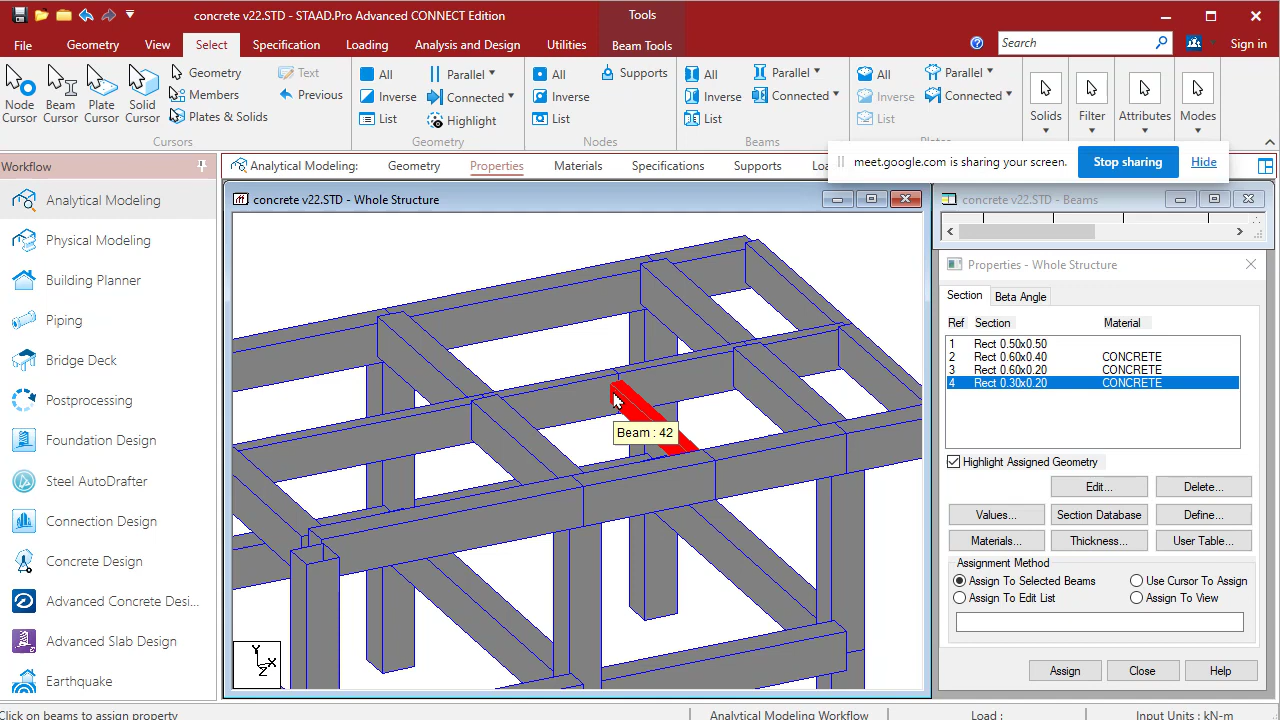 concrete v22.STD - STAAD.Pro Advanced CONNECT Edition
Tools
File
Geometry
View
Select
Specification
Loading
Analysis and Design
Utilities
Beam Tools
Search
Sign in
Node Cursor
Beam Cursor
Plate Cursor
Solid Cursor
Geometry
Members
Plates & Solids
Text
Previous
Cursors
All
Inverse
List
Parallel
Connected
Highlight
Geometry
All
Inverse
List
Supports
Nodes
All
Inverse
List
Parallel
Connected
Beams
All
Inverse
List
Parallel
Connected
Solids
Filter
Attributes
Modes
meet.google.com is sharing your screen.
Stop sharing
Hide
Workflow
Analytical Modeling
Physical Modeling
Building Planner
Piping
Bridge Deck
Postprocessing
Foundation Design
Steel AutoDrafter
Connection Design
Concrete Design
Advanced Concrete Desi...
Advanced Slab Design
Earthquake
Analytical Modeling:
Geometry
Properties
Materials
Specifications
Supports
Loading
concrete v22.STD - Whole Structure
Beam : 42
Y
X
Z
concrete v22.STD - Beams
Properties - Whole Structure
Section
Beta Angle
Ref Section Material
1 Rect 0.50x0.50
2 Rect 0.60x0.40 CONCRETE
3 Rect 0.60x0.20 CONCRETE
4 Rect 0.30x0.20 CONCRETE
Highlight Assigned Geometry
Edit...
Delete...
Values...
Section Database
Define...
Materials...
Thickness...
User Table...
Assignment Method
Assign To Selected Beams
Use Cursor To Assign
Assign To Edit List
Assign To View
Assign
Close
Help
Click on beams to assign property
Analytical Modeling Workflow
Load :
Input Units : kN-m